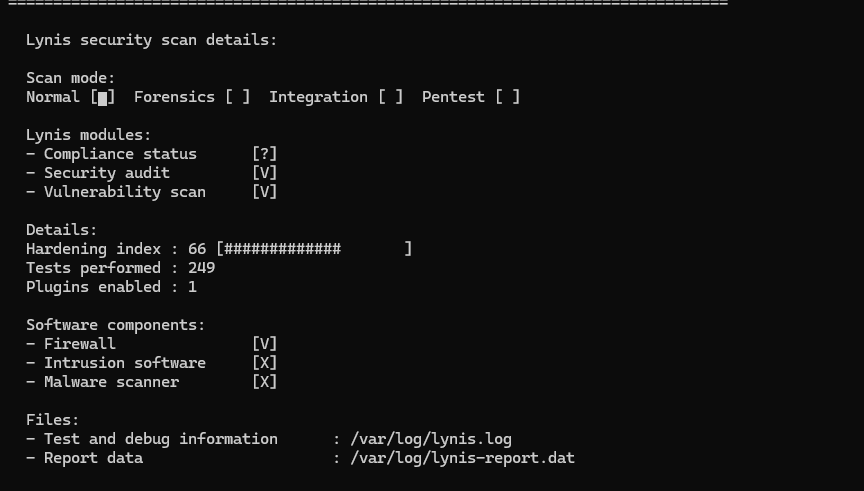 ================================================================================
Lynis security scan details:
Scan mode:
Normal [■]  Forensics [ ]  Integration [ ]  Pentest [ ]
Lynis modules:
- Compliance status      [?]
- Security audit         [V]
- Vulnerability scan     [V]
Details:
Hardening index : 66 [#############       ]
Tests performed : 249
Plugins enabled : 1
Software components:
- Firewall               [V]
- Intrusion software     [X]
- Malware scanner        [X]
Files:
- Test and debug information      : /var/log/lynis.log
- Report data                     : /var/log/lynis-report.dat